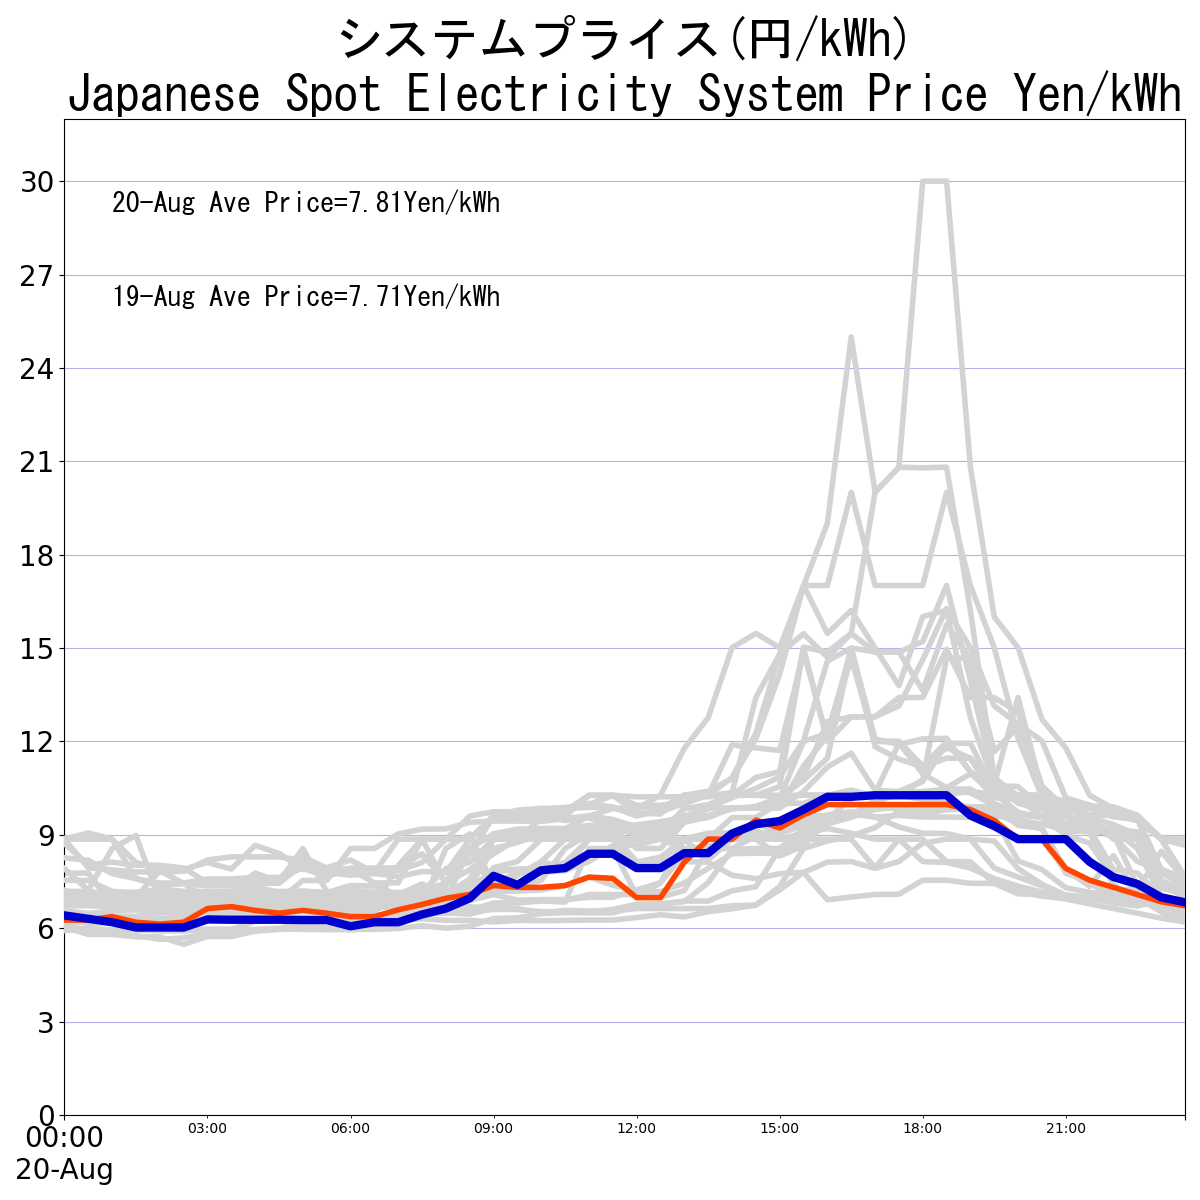 システムプライス(円/kWh)
Japanese Spot Electricity System Price Yen/kWh
30
20-Aug Ave Price=7.81Yen/kWh
27
19-Aug Ave Price=7.71Yen/kWh
24
21
18
15
12
9
6
3
0
00:00 03:00 06:00 09:00 12:00 15:00 18:00 21:00
20-Aug